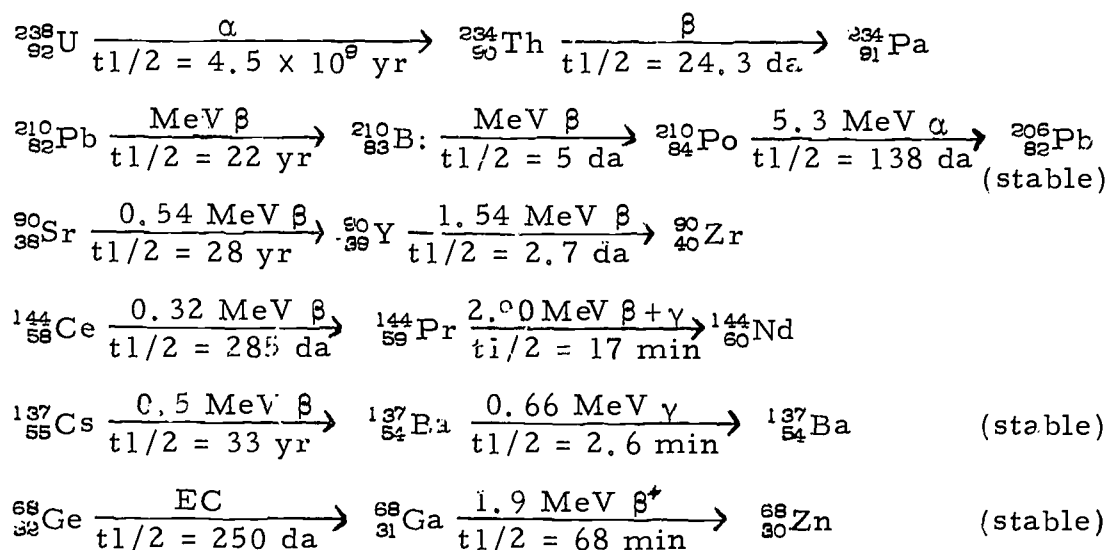 ²³⁸₉₂U α t1/2 = 4.5 × 10⁹ yr → ²³⁴₉₀Th β t1/2 = 24.3 da → ²³⁴₉₁Pa
²¹⁰₈₂Pb MeV β t1/2 = 22 yr → ²¹⁰₈₃B: MeV β t1/2 = 5 da → ²¹⁰₈₄Po 5.3 MeV α t1/2 = 138 da → ²⁰⁶₈₂Pb
(stable)
⁹⁰₃₈Sr 0.54 MeV β t1/2 = 28 yr → ⁹⁰₃₉Y 1.54 MeV β t1/2 = 2.7 da → ⁹⁰₄₀Zr
¹⁴⁴₅₈Ce 0.32 MeV β t1/2 = 285 da → ¹⁴⁴₅₉Pr MeV β+γ t1/2 = 17 min → ¹⁴⁴₆₀Nd
¹³⁷₅₅Cs 0.5 MeV β t1/2 = 33 yr → ¹³⁷₅₄Ba 0.66 MeV γ t1/2 = 2.6 min → ¹³⁷₅₄Ba (stable)
⁶⁸₃₂Ge EC t1/2 = 250 da → ⁶⁸₃₁Ga 1.9 MeV β⁺ t1/2 = 68 min → ⁶⁸₃₀Zn (stable)